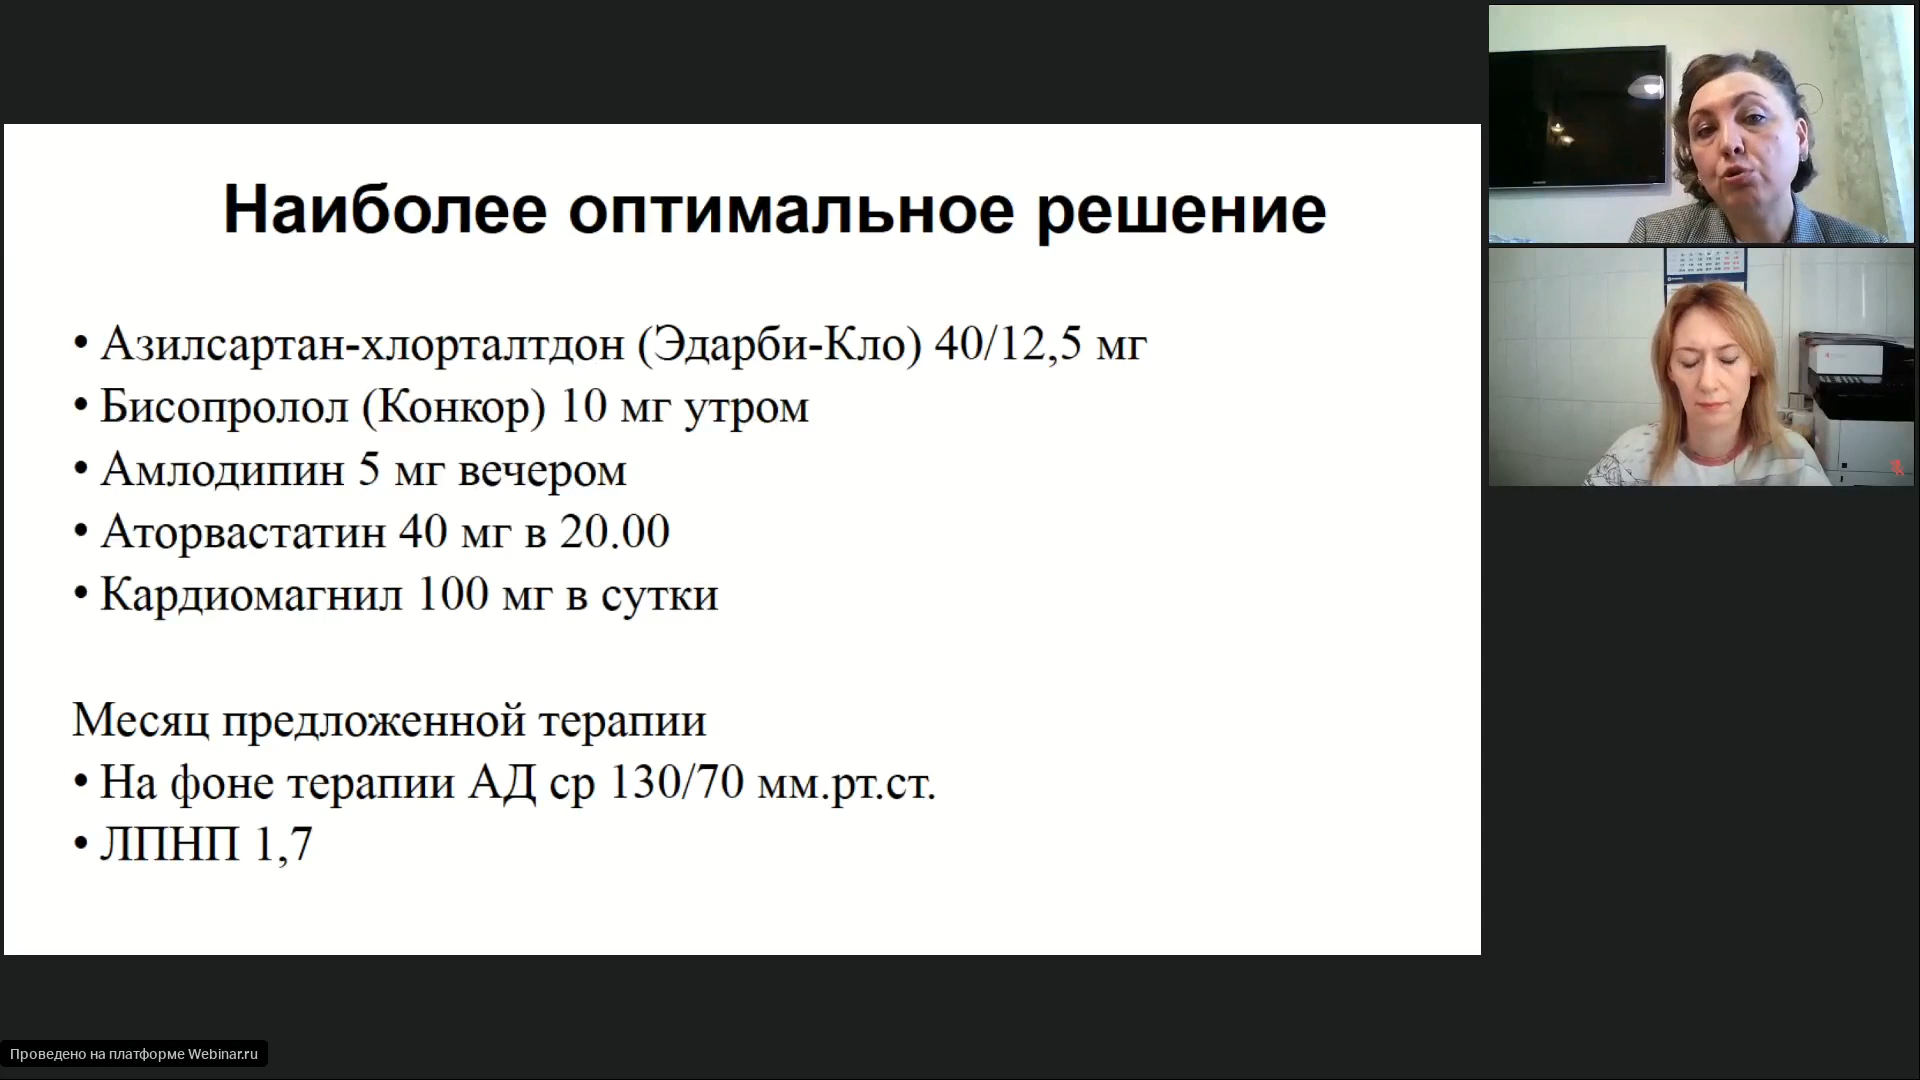 Наиболее оптимальное решение
• Азилсартан-хлорталтдон (Эдарби-Кло) 40/12,5 мг
• Бисопролол (Конкор) 10 мг утром
• Амлодипин 5 мг вечером
• Аторвастатин 40 мг в 20.00
• Кардиомагнил 100 мг в сутки
Месяц предложенной терапии
• На фоне терапии АД ср 130/70 мм.рт.ст.
• ЛПНП 1,7
Проведено на платформе Webinar.ru